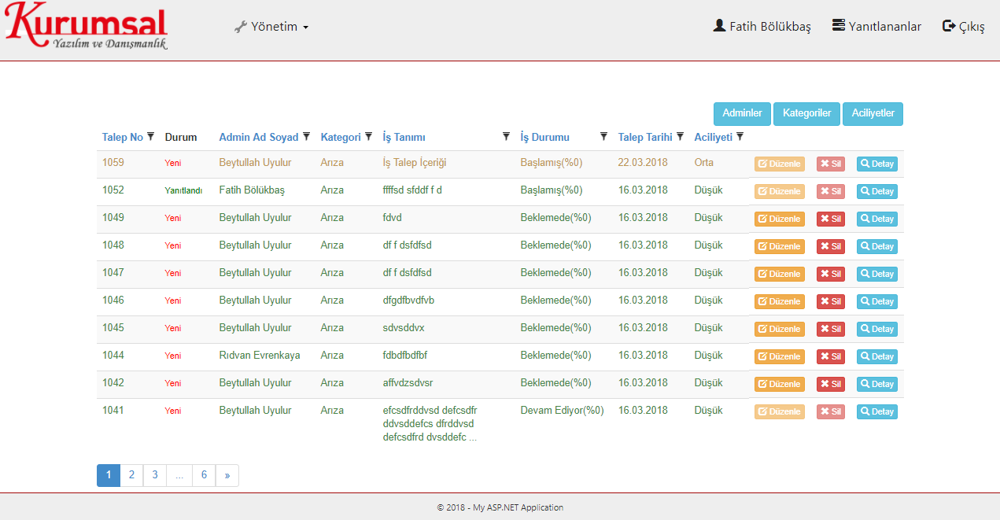 Kurumsal
Yazılım ve Danışmanlık
Yönetim
Fatih Bölükbaş Yanıtlananlar Çıkış
Adminler Kategoriler Aciliyetler
Talep No Durum Admin Ad Soyad Kategori İş Tanımı İş Durumu Talep Tarihi Aciliyeti
1059 Yeni Beytullah Uyulur Arıza İş Talep İçeriği Başlamış(%0) 22.03.2018 Orta Düzenle Sil Detay
1052 Yanıtlandı Fatih Bölükbaş Arıza ffffsd sfddf f d Başlamış(%0) 16.03.2018 Düşük Düzenle Sil Detay
1049 Yeni Beytullah Uyulur Arıza fdvd Beklemede(%0) 16.03.2018 Düşük Düzenle Sil Detay
1048 Yeni Beytullah Uyulur Arıza df f dsfdfsd Beklemede(%0) 16.03.2018 Düşük Düzenle Sil Detay
1047 Yeni Beytullah Uyulur Arıza df f dsfdfsd Beklemede(%0) 16.03.2018 Düşük Düzenle Sil Detay
1046 Yeni Beytullah Uyulur Arıza dfgdfbvdfvb Beklemede(%0) 16.03.2018 Düşük Düzenle Sil Detay
1045 Yeni Beytullah Uyulur Arıza sdvsddvx Beklemede(%0) 16.03.2018 Düşük Düzenle Sil Detay
1044 Yeni Rıdvan Evrenkaya Arıza fdbdfbdfbf Beklemede(%0) 16.03.2018 Düşük Düzenle Sil Detay
1042 Yeni Beytullah Uyulur Arıza affvdzsdvsr Beklemede(%0) 16.03.2018 Düşük Düzenle Sil Detay
1041 Yeni Beytullah Uyulur Arıza efcsdfrddvsd defcsdfr Devam Ediyor(%0) 16.03.2018 Düşük Düzenle Sil Detay
ddvsddefcs dfrddvsd
defcsdfrd dvsddefc ...
1 2 3 ... 6 »
© 2018 - My ASP.NET Application